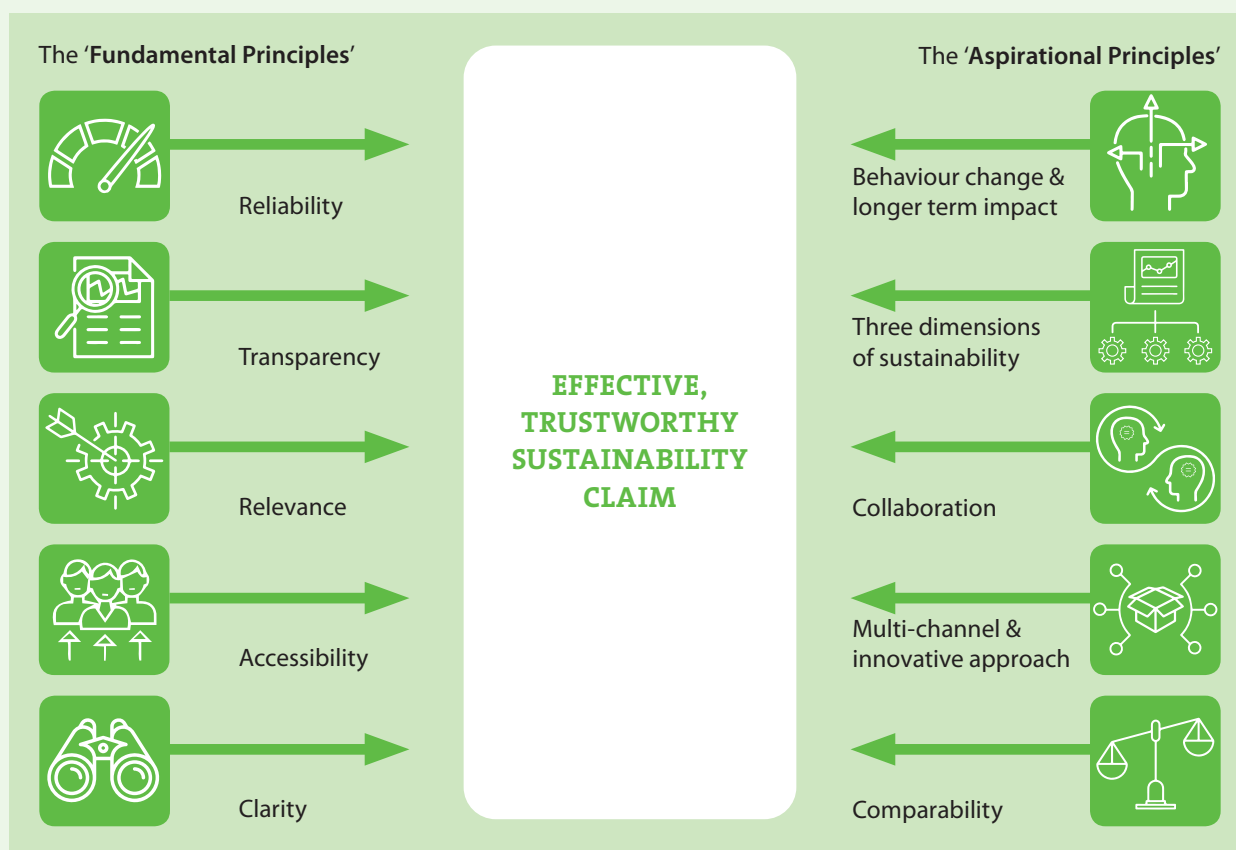 The 'Fundamental Principles'
Reliability
Transparency
Relevance
Accessibility
Clarity
EFFECTIVE,
TRUSTWORTHY
SUSTAINABILITY
CLAIM
The 'Aspirational Principles'
Behaviour change &
longer term impact
Three dimensions
of sustainability
Collaboration
Multi-channel &
innovative approach
Comparability